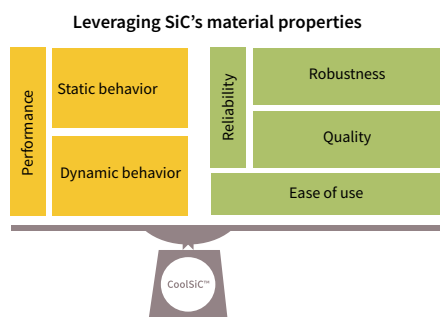 Leveraging SiC's material properties
Performance
Static behavior
Dynamic behavior
Reliability
Robustness
Quality
Ease of use
CoolSiC™